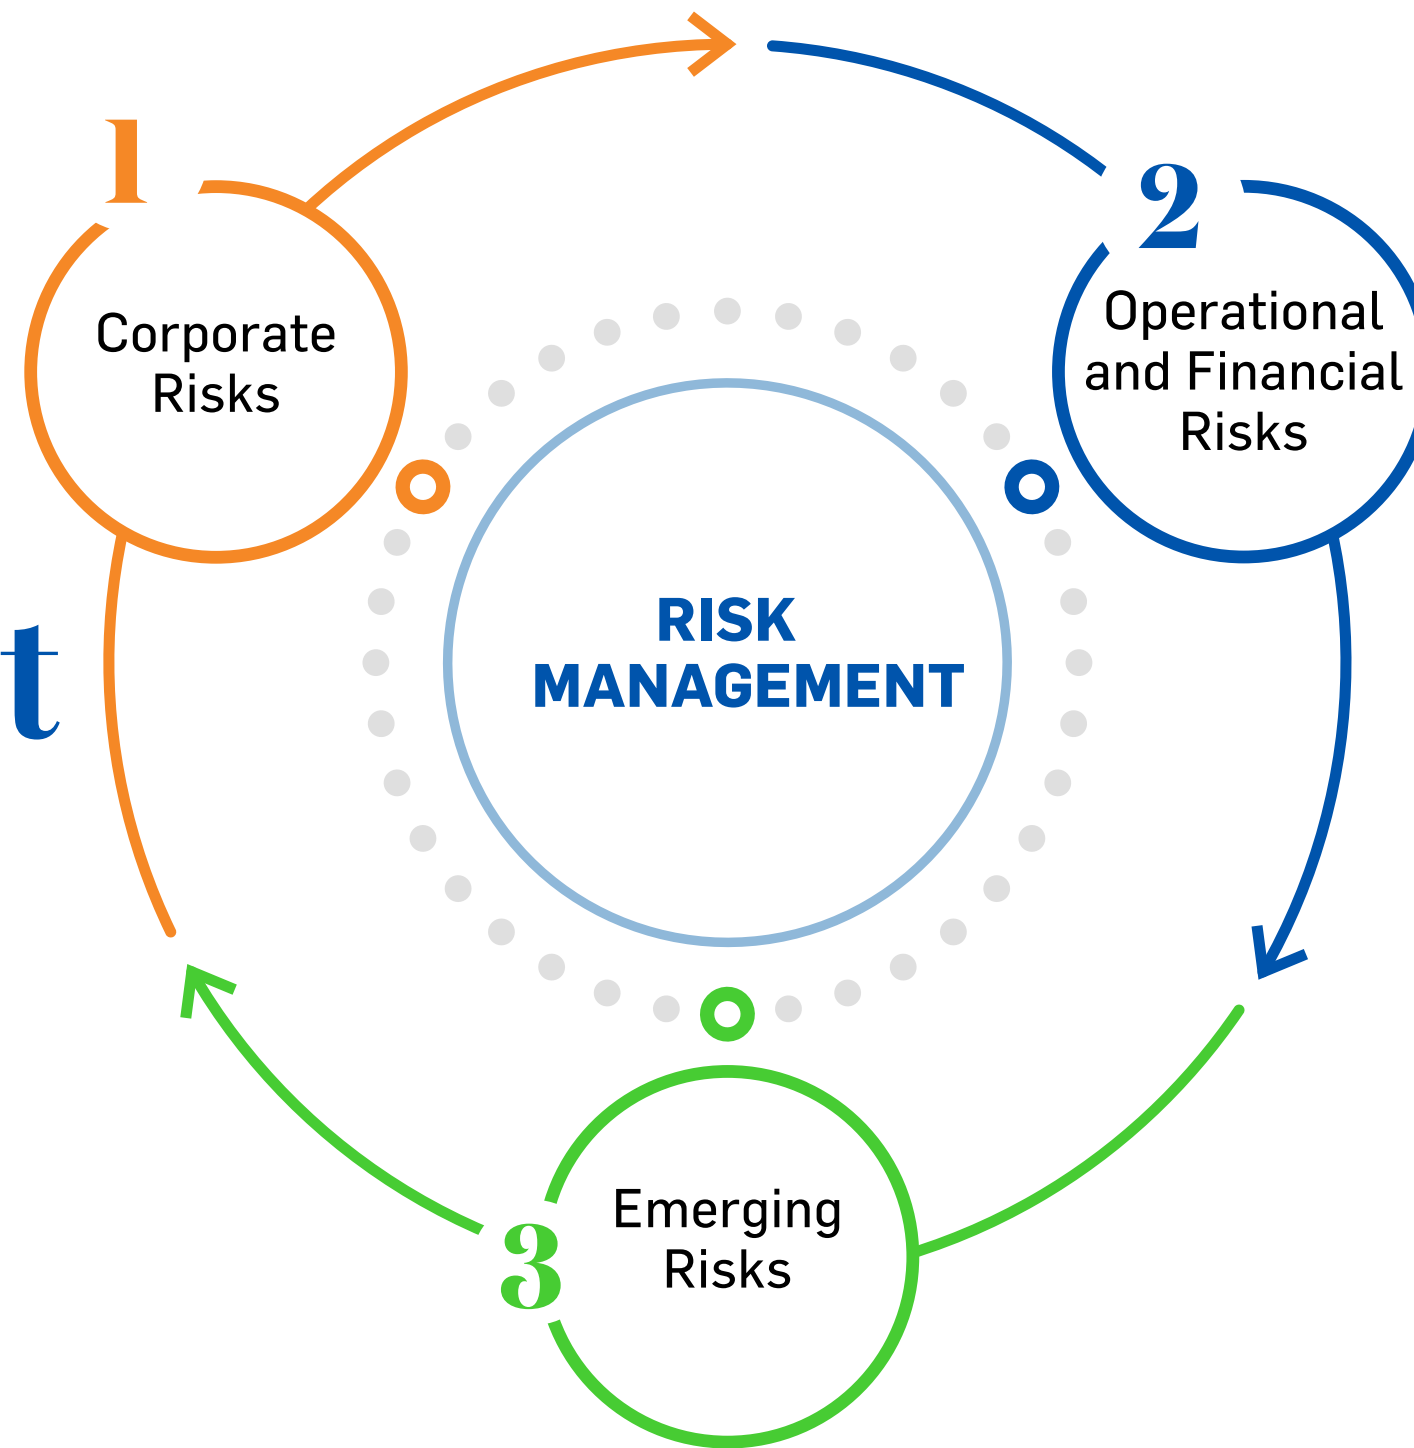 1
Corporate
Risks
2
Operational
and Financial
Risks
t
RISK
MANAGEMENT
3
Emerging
Risks